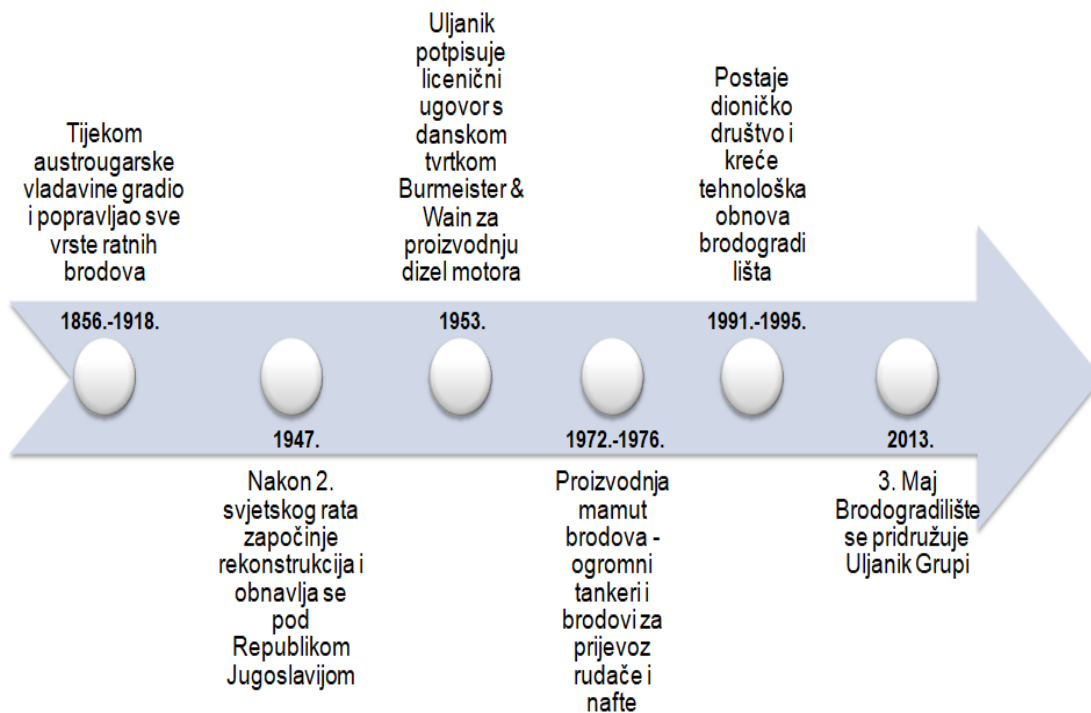 Tijekom
austrougarske
vladavine gradio
i popravljao sve
vrste ratnih
brodova
1856.-1918.
1947.
Nakon 2.
svjetskog rata
započinje
rekonstrukcija i
obnavlja se
pod
Republikom
Jugoslavijom
Uljanik
potpisuje
licenični
ugovor s
danskom
tvrtkom
Burmeister &
Wain za
proizvodnju
dizel motora
1953.
1972.-1976.
Proizvodnja
mamut
brodova -
ogromni
tankeri i
brodovi za
prijevoz
rudače i
nafte
Postaje
dioničko
društvo i
kreće
tehnološka
obnova
brodogradi
lišta
1991.-1995.
2013.
3. Maj
Brodogradilište
se pridružuje
Uljanik Grupi